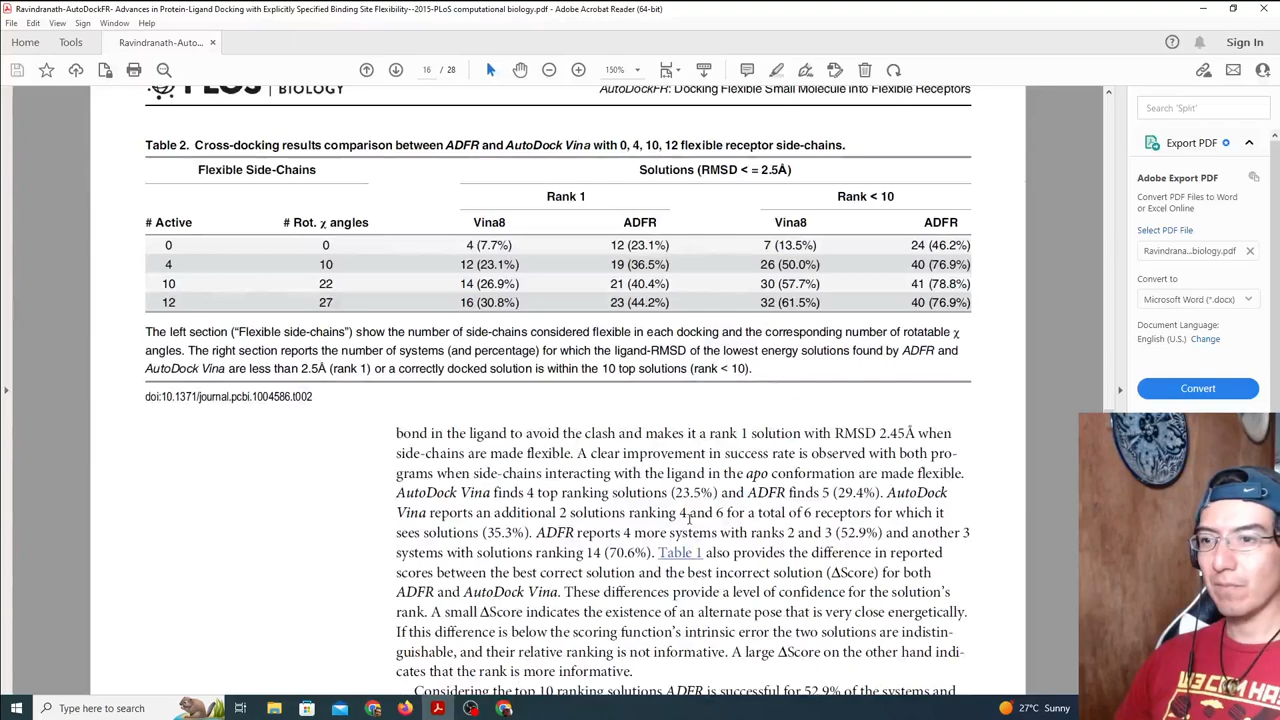 Ravindranath-AutoDockFR- Advances in Protein-Ligand Docking with Explicitly Specified Binding Site Flexibility--2015-PLoS computational biology.pdf - Adobe Acrobat Reader (64-bit)
File Edit View Sign Window Help
Home Tools Ravindranath-Auto... Sign In
16 / 28 150%
PLOS | BIOLOGY AutoDockFR: Docking Flexible Small Molecule into Flexible Receptors
Table 2. Cross-docking results comparison between ADFR and AutoDock Vina with 0, 4, 10, 12 flexible receptor side-chains.
Flexible Side-Chains Solutions (RMSD < = 2.5Å)
Rank 1 Rank < 10
# Active # Rot. χ angles Vina8 ADFR Vina8 ADFR
0 0 4 (7.7%) 12 (23.1%) 7 (13.5%) 24 (46.2%)
4 10 12 (23.1%) 19 (36.5%) 26 (50.0%) 40 (76.9%)
10 22 14 (26.9%) 21 (40.4%) 30 (57.7%) 41 (78.8%)
12 27 16 (30.8%) 23 (44.2%) 32 (61.5%) 40 (76.9%)
The left section ("Flexible side-chains") show the number of side-chains considered flexible in each docking and the corresponding number of rotatable χ
angles. The right section reports the number of systems (and percentage) for which the ligand-RMSD of the lowest energy solutions found by ADFR and
AutoDock Vina are less than 2.5Å (rank 1) or a correctly docked solution is within the 10 top solutions (rank < 10).
doi:10.1371/journal.pcbi.1004586.t002
bond in the ligand to avoid the clash and makes it a rank 1 solution with RMSD 2.45Å when
side-chains are made flexible. A clear improvement in success rate is observed with both pro-
grams when side-chains interacting with the ligand in the apo conformation are made flexible.
AutoDock Vina finds 4 top ranking solutions (23.5%) and ADFR finds 5 (29.4%). AutoDock
Vina reports an additional 2 solutions ranking 4 and 6 for a total of 6 receptors for which it
sees solutions (35.3%). ADFR reports 4 more systems with ranks 2 and 3 (52.9%) and another 3
systems with solutions ranking 14 (70.6%). Table 1 also provides the difference in reported
scores between the best correct solution and the best incorrect solution (ΔScore) for both
ADFR and AutoDock Vina. These differences provide a level of confidence for the solution's
rank. A small ΔScore indicates the existence of an alternate pose that is very close energetically.
If this difference is below the scoring function's intrinsic error the two solutions are indistin-
guishable, and their relative ranking is not informative. A large ΔScore on the other hand indi-
cates that the rank is more informative.
Considering the top 10 ranking solutions ADFR is successful for 52.9% of the systems and
Search 'Split'
Export PDF
Adobe Export PDF
Convert PDF Files to Word
or Excel Online
Select PDF File
Ravindrana...biology.pdf
Convert to
Microsoft Word (*.docx)
Document Language:
English (U.S.) Change
Convert
Type here to search
27°C Sunny